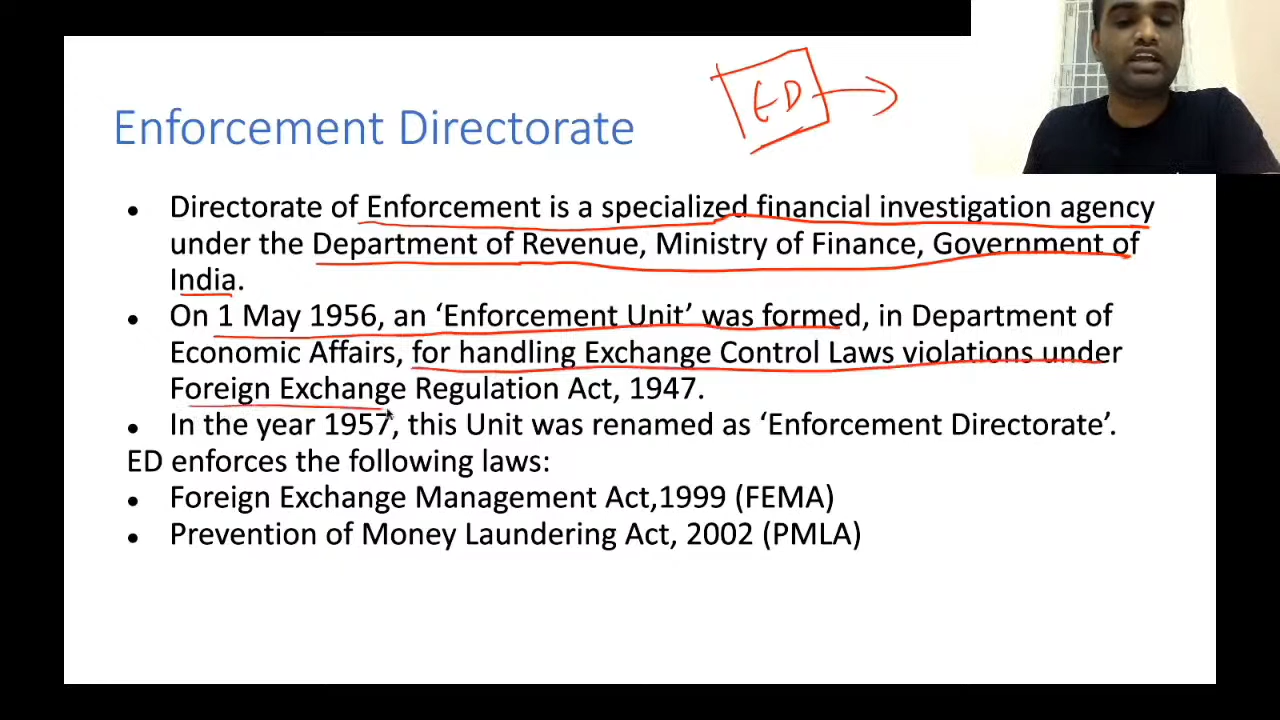 ED
Enforcement Directorate
• Directorate of Enforcement is a specialized financial investigation agency
under the Department of Revenue, Ministry of Finance, Government of
India.
• On 1 May 1956, an ‘Enforcement Unit’ was formed, in Department of
Economic Affairs, for handling Exchange Control Laws violations under
Foreign Exchange Regulation Act, 1947.
• In the year 1957, this Unit was renamed as ‘Enforcement Directorate’.
ED enforces the following laws:
• Foreign Exchange Management Act,1999 (FEMA)
• Prevention of Money Laundering Act, 2002 (PMLA)